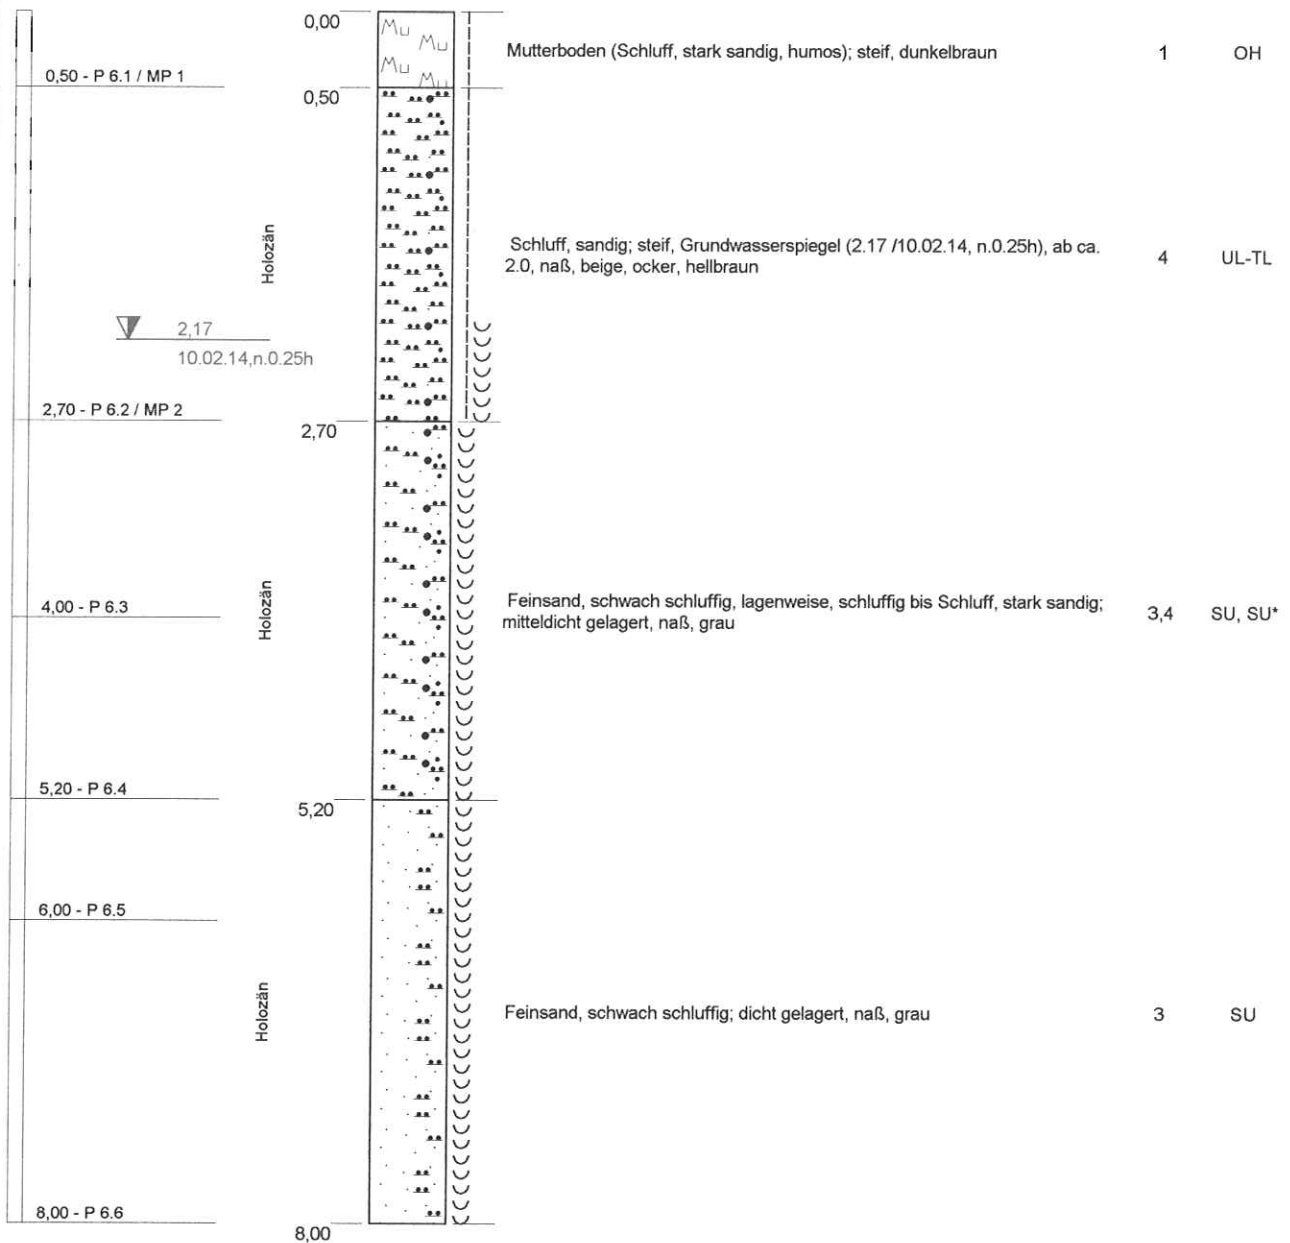 0,00
Mu
Mu
Mu
Mu
Mutterboden (Schluff, stark sandig, humos); steif, dunkelbraun
1
OH
0,50 - P 6.1 / MP 1
0,50
Holozän
Schluff, sandig; steif, Grundwasserspiegel (2.17 /10.02.14, n.0.25h), ab ca.
2.0, naß, beige, ocker, hellbraun
4
UL-TL
2,17
10.02.14,n.0.25h
2,70 - P 6.2 / MP 2
2,70
Holozän
4,00 - P 6.3
Feinsand, schwach schluffig, lagenweise, schluffig bis Schluff, stark sandig;
mitteldicht gelagert, naß, grau
3,4
SU, SU*
5,20 - P 6.4
5,20
6,00 - P 6.5
Holozän
Feinsand, schwach schluffig; dicht gelagert, naß, grau
3
SU
8,00 - P 6.6
8,00